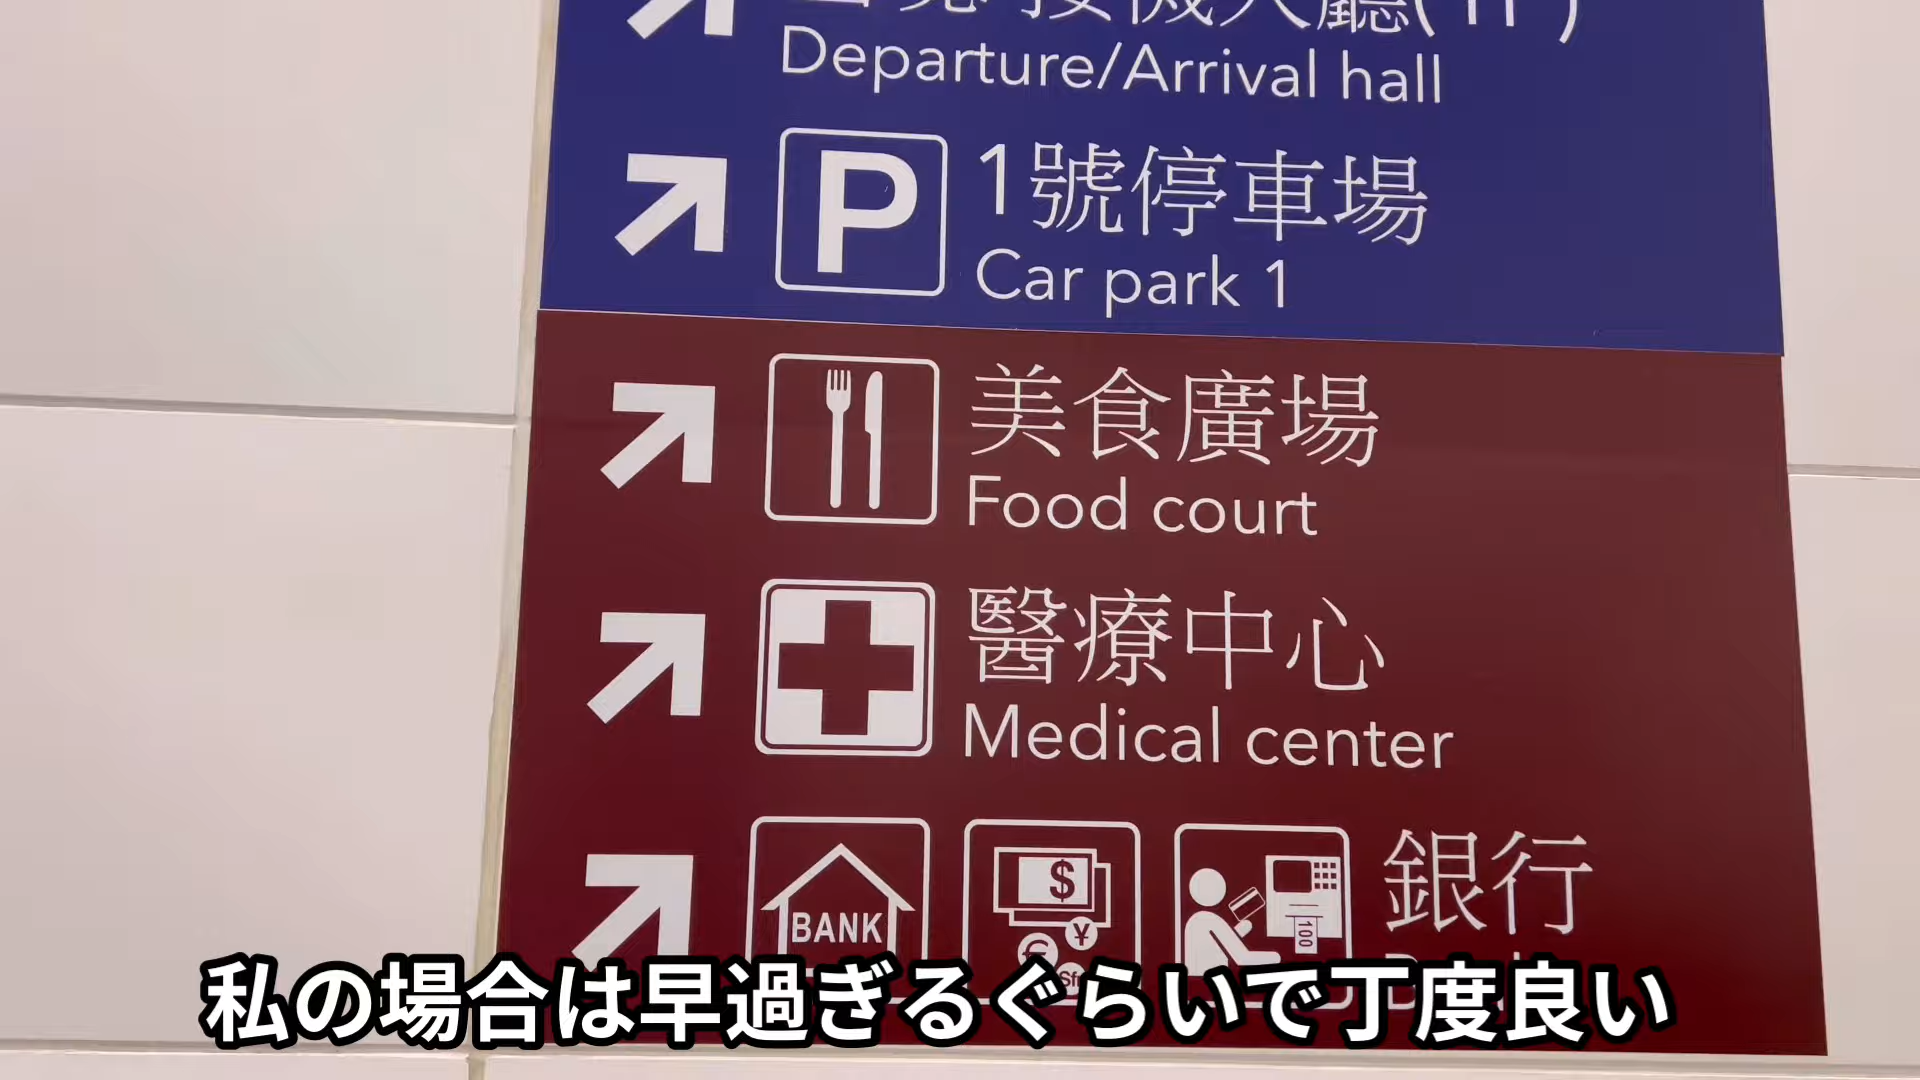 Departure/Arrival hall
P
1號停車場
Car park 1
美食廣場
Food court
醫療中心
Medical center
BANK
$
¥
100
銀行
私の場合は早過ぎるぐらいで丁度良い